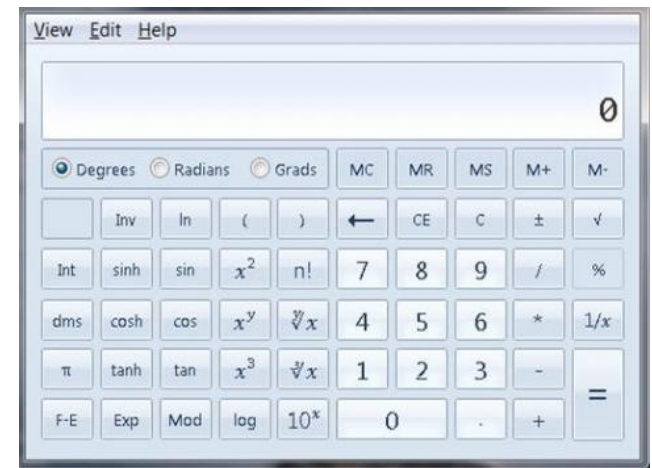 View Edit Help
0
Degrees Radians Grads MC MR MS M+ M-
Inv ln ( ) ← CE C ± √
Int sinh sin x² n! 7 8 9 / %
dms cosh cos xʸ ʸ√x 4 5 6 * 1/x
π tanh tan x³ ³√x 1 2 3 - =
F-E Exp Mod log 10ˣ 0 . +